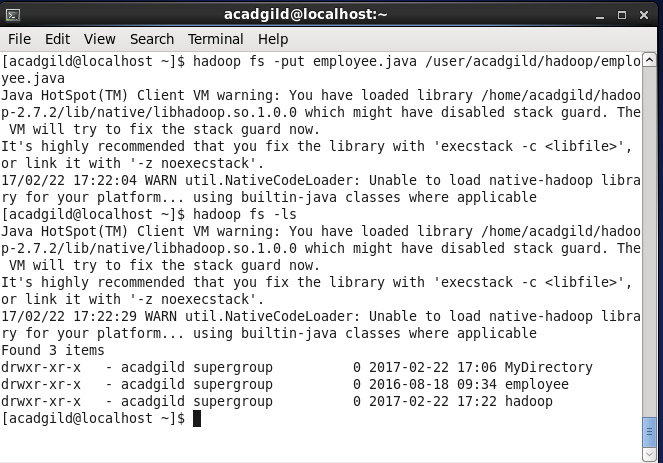 acadgild@localhost:~
File Edit View Search Terminal Help
[acadgild@localhost ~]$ hadoop fs -put employee.java /user/acadgild/hadoop/emplo
yee.java
Java HotSpot(TM) Client VM warning: You have loaded library /home/acadgild/hadoo
p-2.7.2/lib/native/libhadoop.so.1.0.0 which might have disabled stack guard. The
 VM will try to fix the stack guard now.
It's highly recommended that you fix the library with 'execstack -c <libfile>',
or link it with '-z noexecstack'.
17/02/22 17:22:04 WARN util.NativeCodeLoader: Unable to load native-hadoop libra
ry for your platform... using builtin-java classes where applicable
[acadgild@localhost ~]$ hadoop fs -ls
Java HotSpot(TM) Client VM warning: You have loaded library /home/acadgild/hadoo
p-2.7.2/lib/native/libhadoop.so.1.0.0 which might have disabled stack guard. The
 VM will try to fix the stack guard now.
It's highly recommended that you fix the library with 'execstack -c <libfile>',
or link it with '-z noexecstack'.
17/02/22 17:22:29 WARN util.NativeCodeLoader: Unable to load native-hadoop libra
ry for your platform... using builtin-java classes where applicable
Found 3 items
drwxr-xr-x   - acadgild supergroup          0 2017-02-22 17:06 MyDirectory
drwxr-xr-x   - acadgild supergroup          0 2016-08-18 09:34 employee
drwxr-xr-x   - acadgild supergroup          0 2017-02-22 17:22 hadoop
[acadgild@localhost ~]$